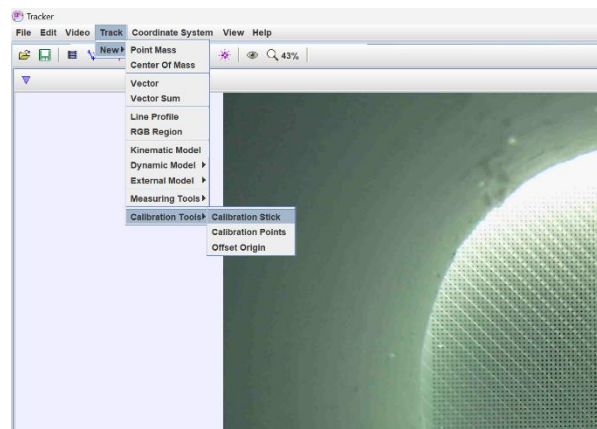 Tracker
File Edit Video Track Coordinate System View Help
New Point Mass
43%
Center Of Mass
Vector
Vector Sum
Line Profile
RGB Region
Kinematic Model
Dynamic Model
External Model
Measuring Tools
Calibration Tools Calibration Stick
Calibration Points
Offset Origin